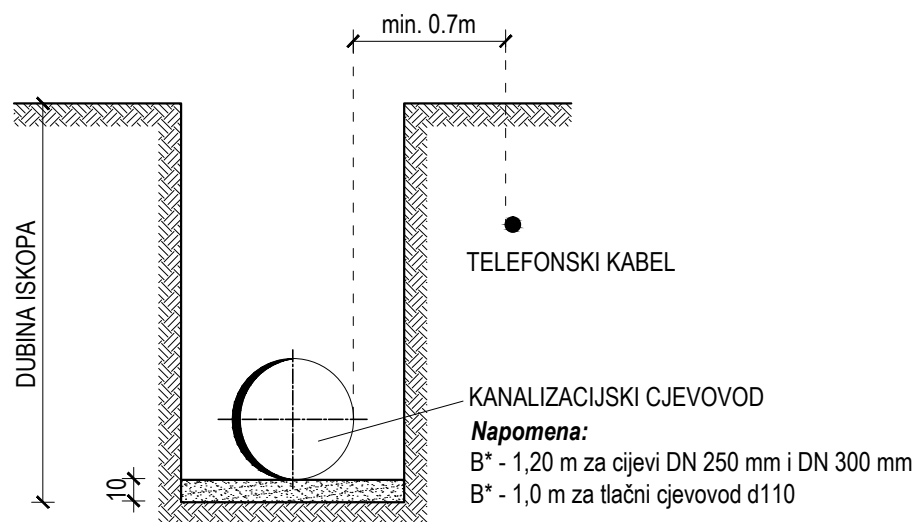 min. 0.7m
DUBINA ISKOPA
TELEFONSKI KABEL
KANALIZACIJSKI CJEVOVOD
Napomena:
B* - 1,20 m za cijevi DN 250 mm i DN 300 mm
B* - 1,0 m za tlačni cjevovod d110
10